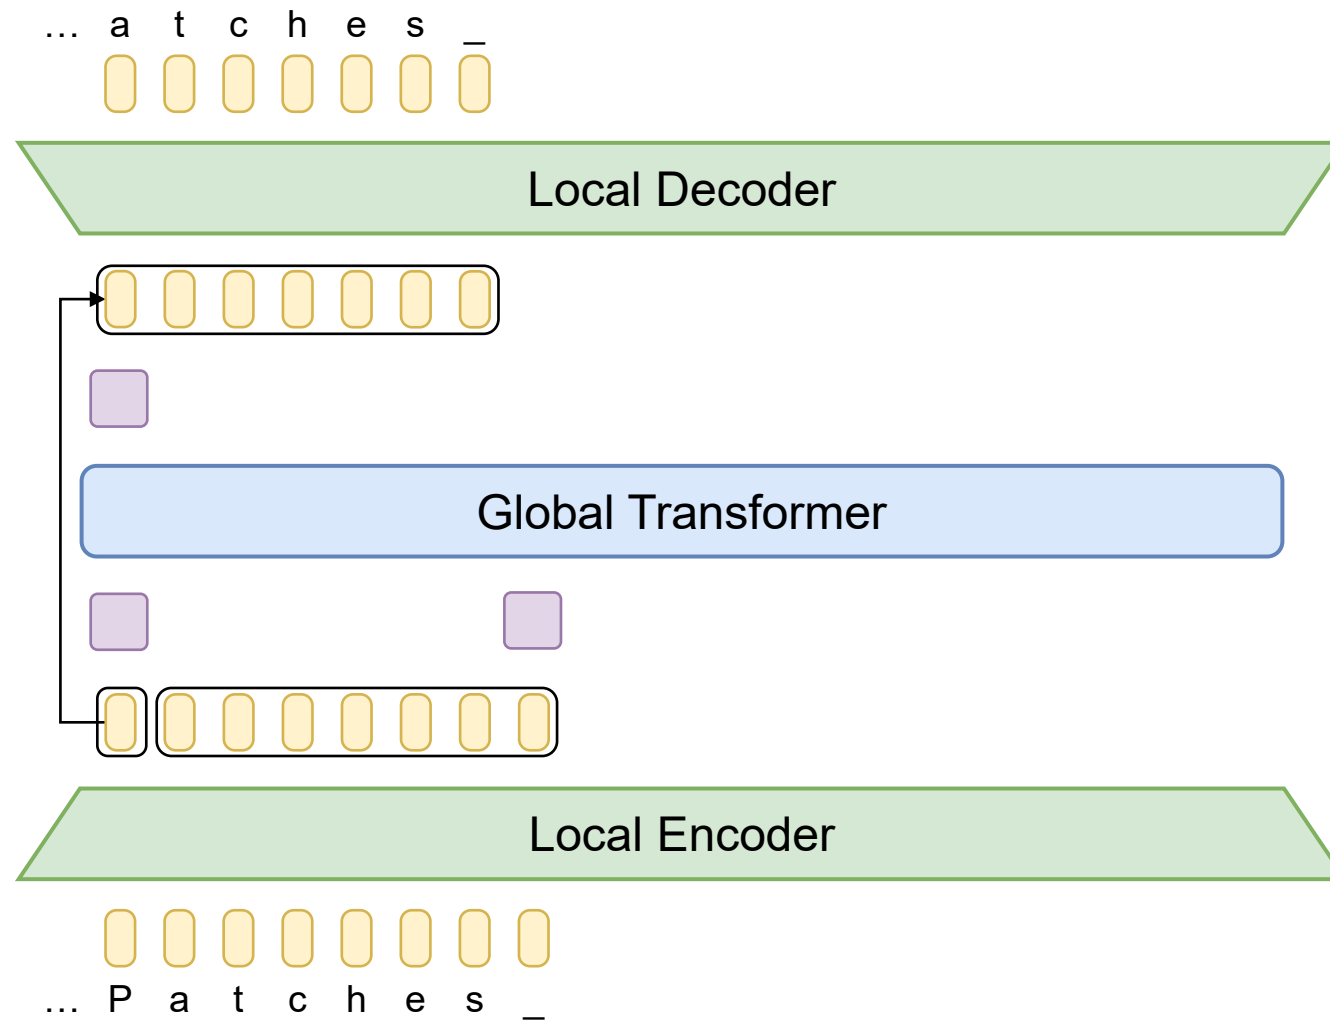 … a t c h e s _
Local Decoder
Global Transformer
Local Encoder
… P a t c h e s _